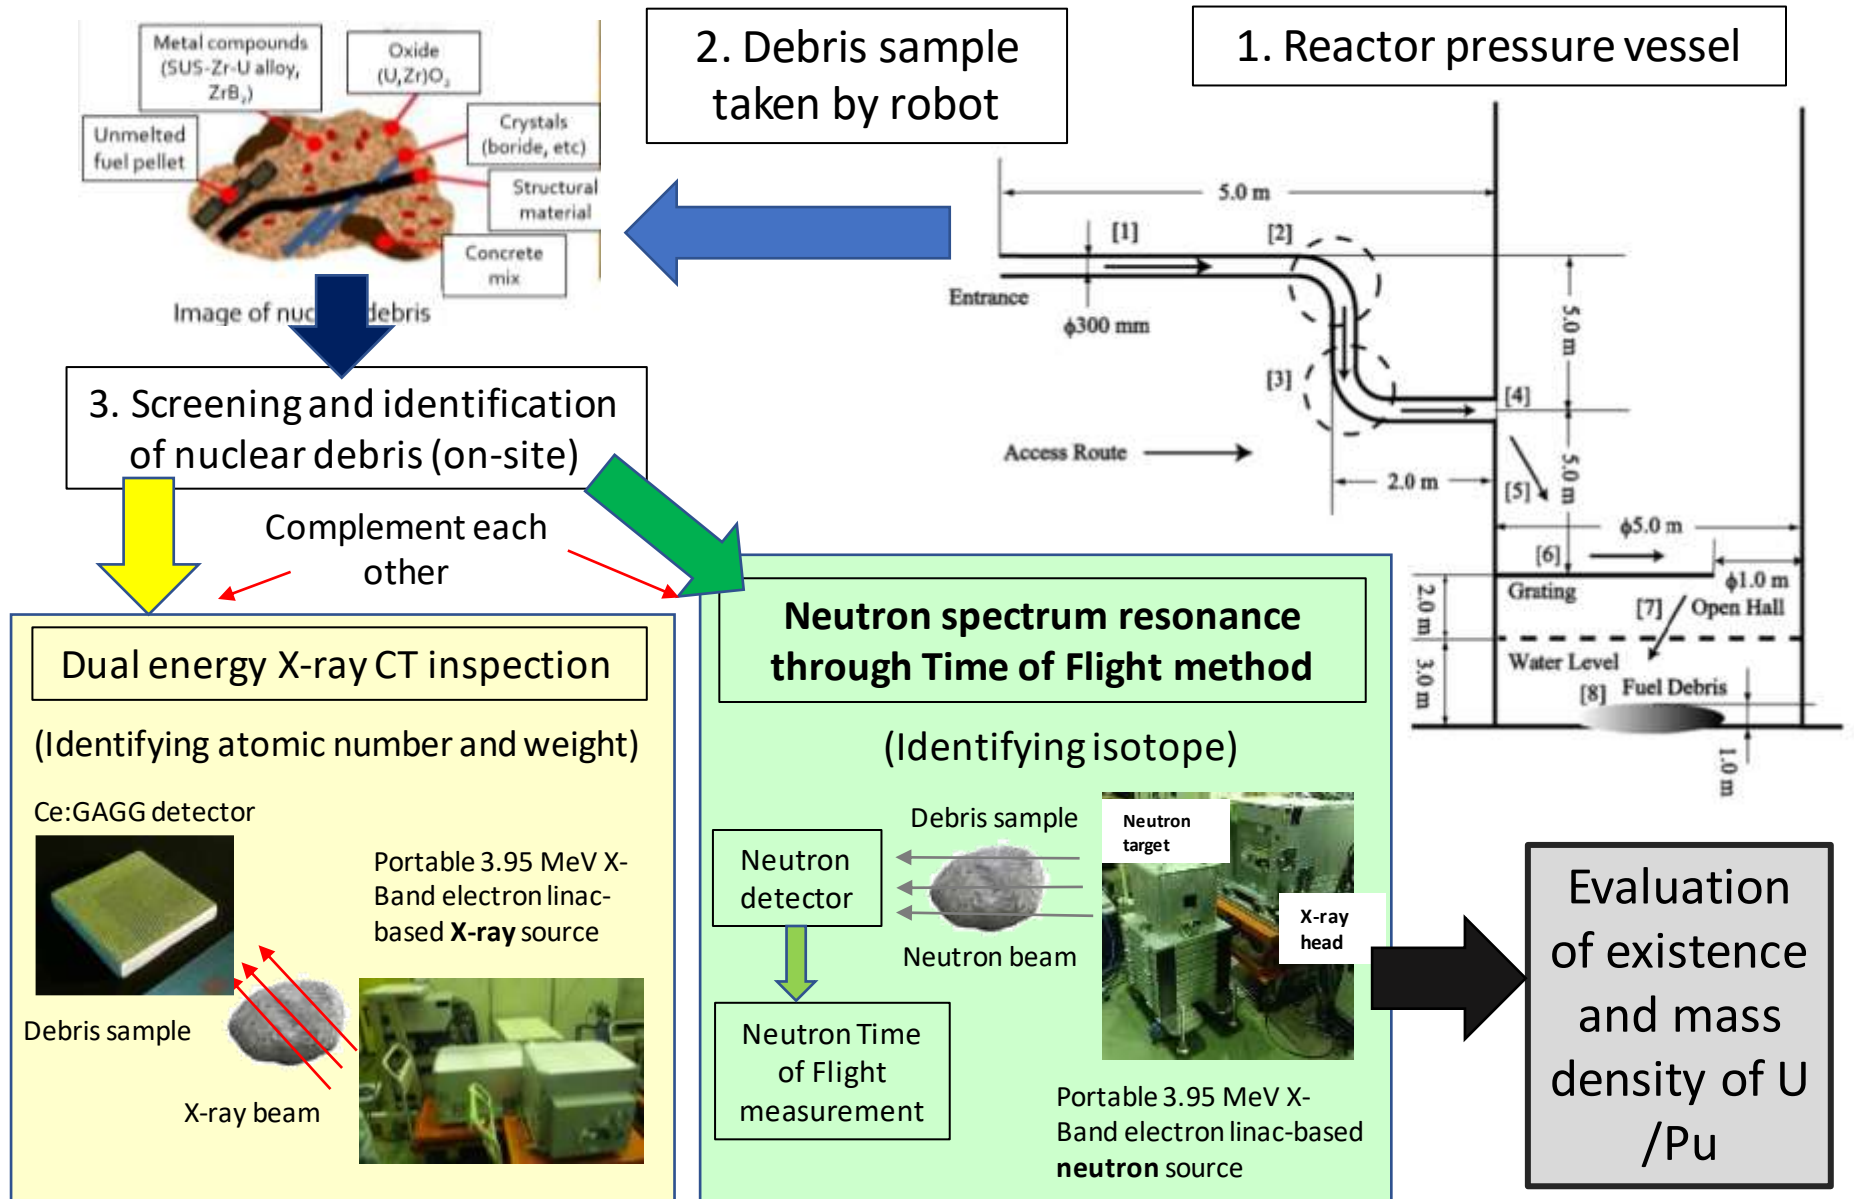 1. Reactor pressure vessel
2. Debris sample
taken by robot
Metal compounds
(SUS-Zr-U alloy,
ZrB₂)
Oxide
(U,Zr)O₂
Unmelted
fuel pellet
Crystals
(boride, etc)
Structural
material
Concrete
mix
Image of nuc debris
5.0 m
[1]
[2]
Entrance
ϕ300 mm
5.0 m
[3]
[4]
Access Route
2.0 m
[5]
5.0 m
ϕ5.0 m
[6]
ϕ1.0 m
Grating
[7]
Open Hall
2.0 m
Water Level
3.0 m
[8]
Fuel Debris
1.0 m
3. Screening and identification
of nuclear debris (on-site)
Complement each
other
Dual energy X-ray CT inspection
(Identifying atomic number and weight)
Ce:GAGG detector
Portable 3.95 MeV X-
Band electron linac-
based X-ray source
Debris sample
X-ray beam
Neutron spectrum resonance
through Time of Flight method
(Identifying isotope)
Debris sample
Neutron
target
Neutron
detector
X-ray
head
Neutron beam
Neutron Time
of Flight
measurement
Portable 3.95 MeV X-
Band electron linac-based
neutron source
Evaluation
of existence
and mass
density of U
/Pu